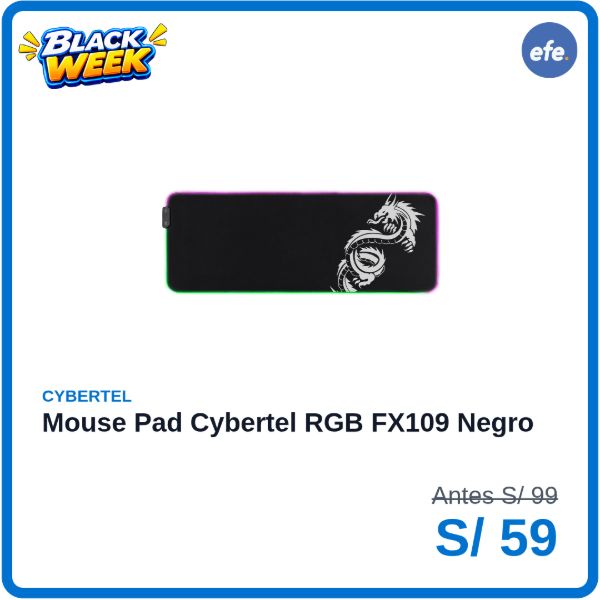 BLACK
WEEK
efe.
CYBERTEL
Mouse Pad Cybertel RGB FX109 Negro
Antes S/ 99
S/ 59